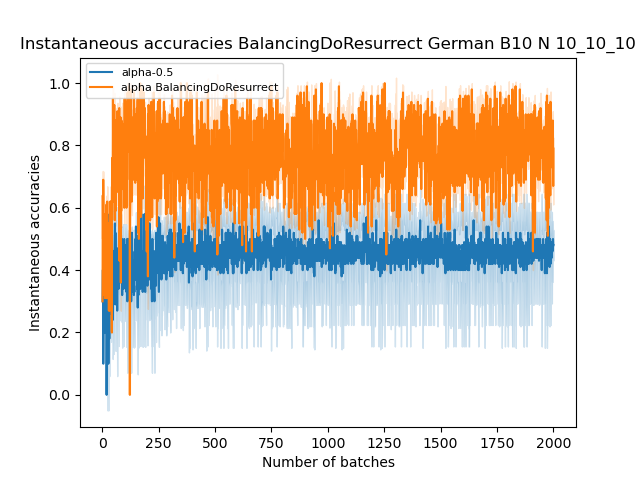 Instantaneous accuracies BalancingDoResurrect German B10 N 10_10_10
alpha-0.5
alpha BalancingDoResurrect
1.0
0.8
0.6
0.4
0.2
0.0
Instantaneous accuracies
0 250 500 750 1000 1250 1500 1750 2000
Number of batches